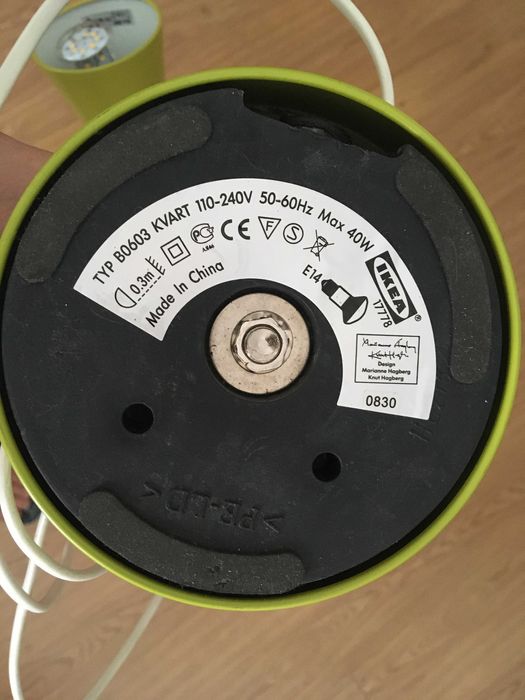 TYP B0603 KVART 110-240V 50-60Hz Max 40W
0.3m
Made in China
E14
IKEA
17778
Design
Marianne Hagberg
Knut Hagberg
0830
>PE-LD<